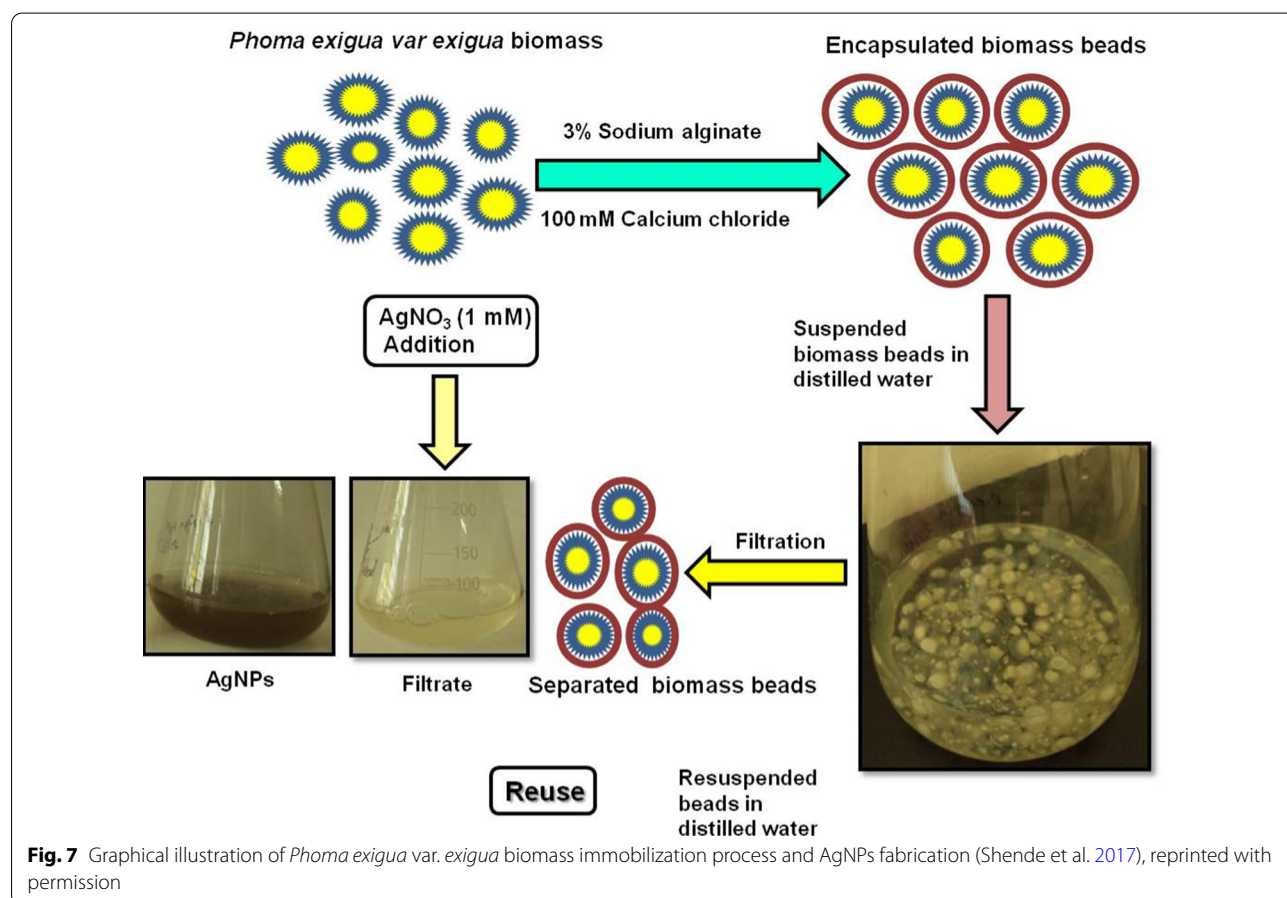 Phoma exigua var exigua biomass
Encapsulated biomass beads
3% Sodium alginate
100 mM Calcium chloride
AgNO₃ (1 mM)
Addition
Suspended
biomass beads in
distilled water
Filtration
200
150
100
AgNPs
Filtrate
Separated biomass beads
Reuse
Resuspended
beads in
distilled water
Fig. 7 Graphical illustration of Phoma exigua var. exigua biomass immobilization process and AgNPs fabrication (Shende et al. 2017), reprinted with
permission